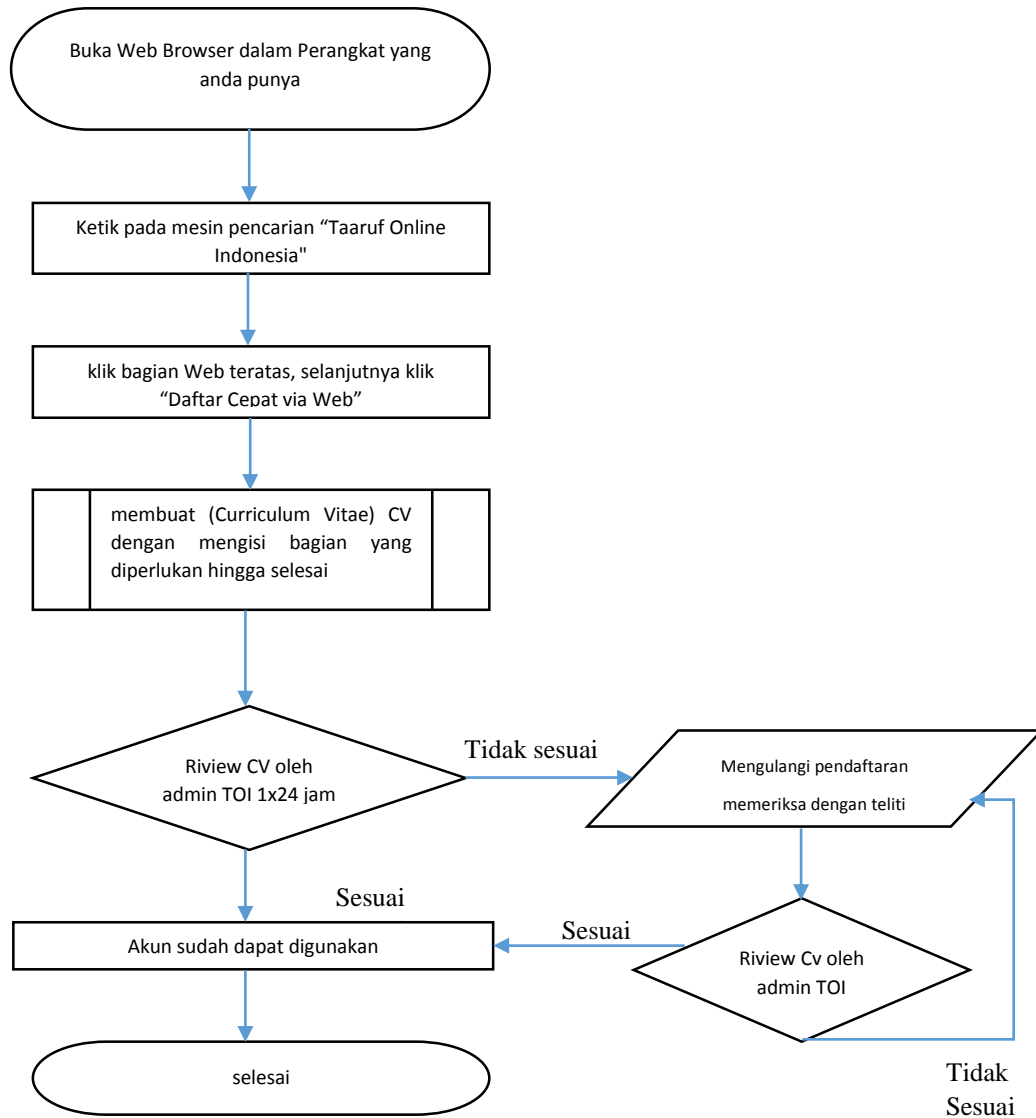 Buka Web Browser dalam Perangkat yang
anda punya
Ketik pada mesin pencarian “Taaruf Online
Indonesia"
klik bagian Web teratas, selanjutnya klik
“Daftar Cepat via Web”
membuat (Curriculum Vitae) CV
dengan mengisi bagian yang
diperlukan hingga selesai
Riview CV oleh
admin TOI 1x24 jam
Tidak sesuai
Mengulangi pendaftaran
memeriksa dengan teliti
Sesuai
Akun sudah dapat digunakan
Sesuai
Riview Cv oleh
admin TOI
Tidak
Sesuai
selesai